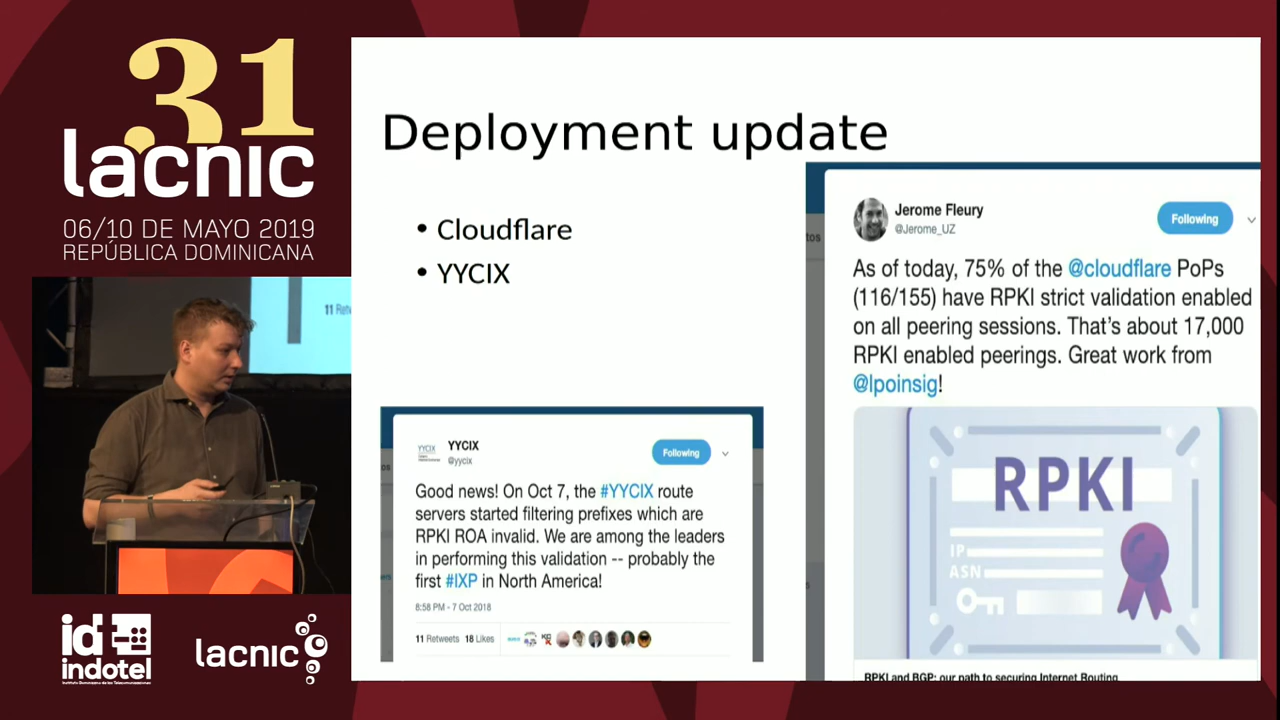 31
lacnic
06/10 DE MAYO 2019
REPÚBLICA DOMINICANA
Deployment update
• Cloudflare
• YYCIX
Jerome Fleury
@Jerome_UZ
Following
As of today, 75% of the @cloudflare PoPs
(116/155) have RPKI strict validation enabled
on all peering sessions. That's about 17,000
RPKI enabled peerings. Great work from
@lpoinsig!
RPKI
IP
ASN
RPKI and BGP: our path to securing Internet Routing
YYCIX
@yycix
Following
Good news! On Oct 7, the #YYCIX route
servers started filtering prefixes which are
RPKI ROA invalid. We are among the leaders
in performing this validation -- probably the
first #IXP in North America!
8:58 PM - 7 Oct 2018
11 Retweets 18 Likes
id
indotel
lacnic